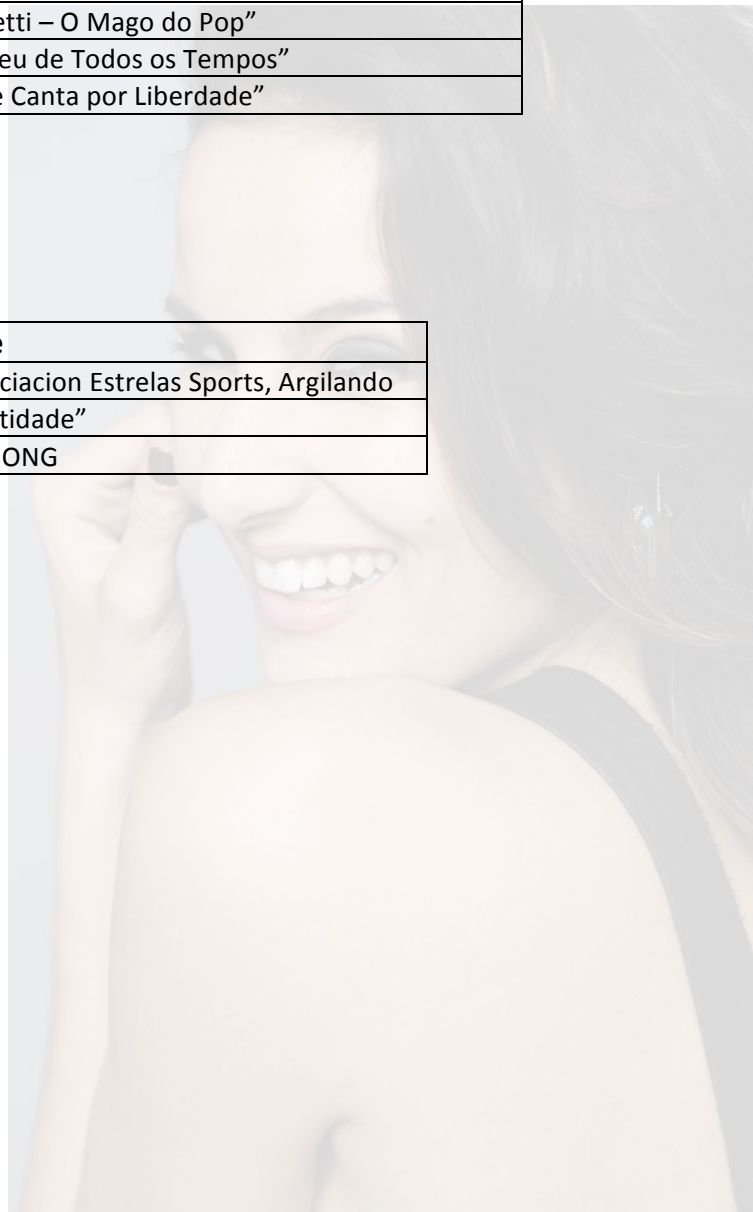 etti – O Mago do Pop”
eu de Todos os Tempos”
e Canta por Liberdade”
e
ciacion Estrelas Sports, Argilando
tidade”
ONG